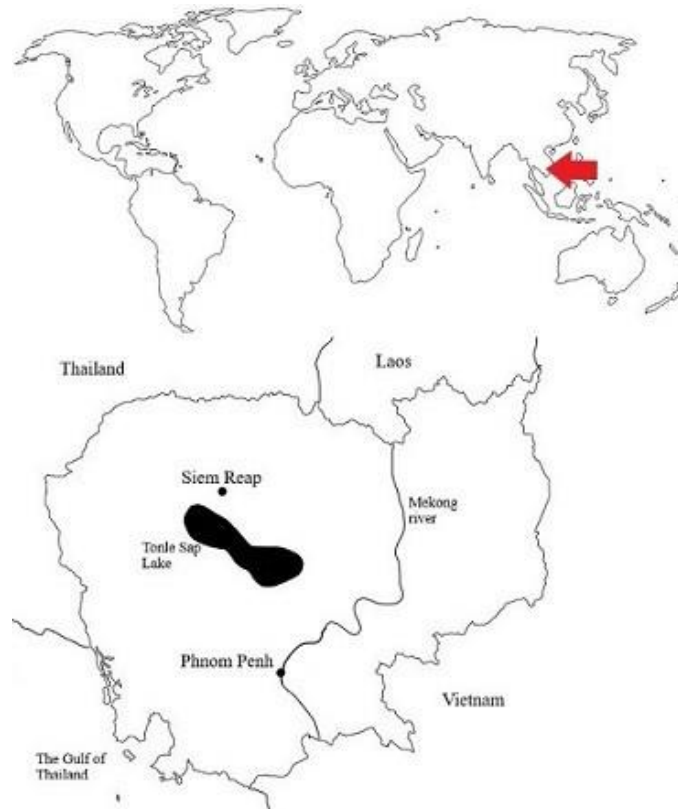 Thailand
Laos
Siem Reap
Mekong
river
Tonle Sap
Lake
Phnom Penh
Vietnam
The Gulf of
Thailand